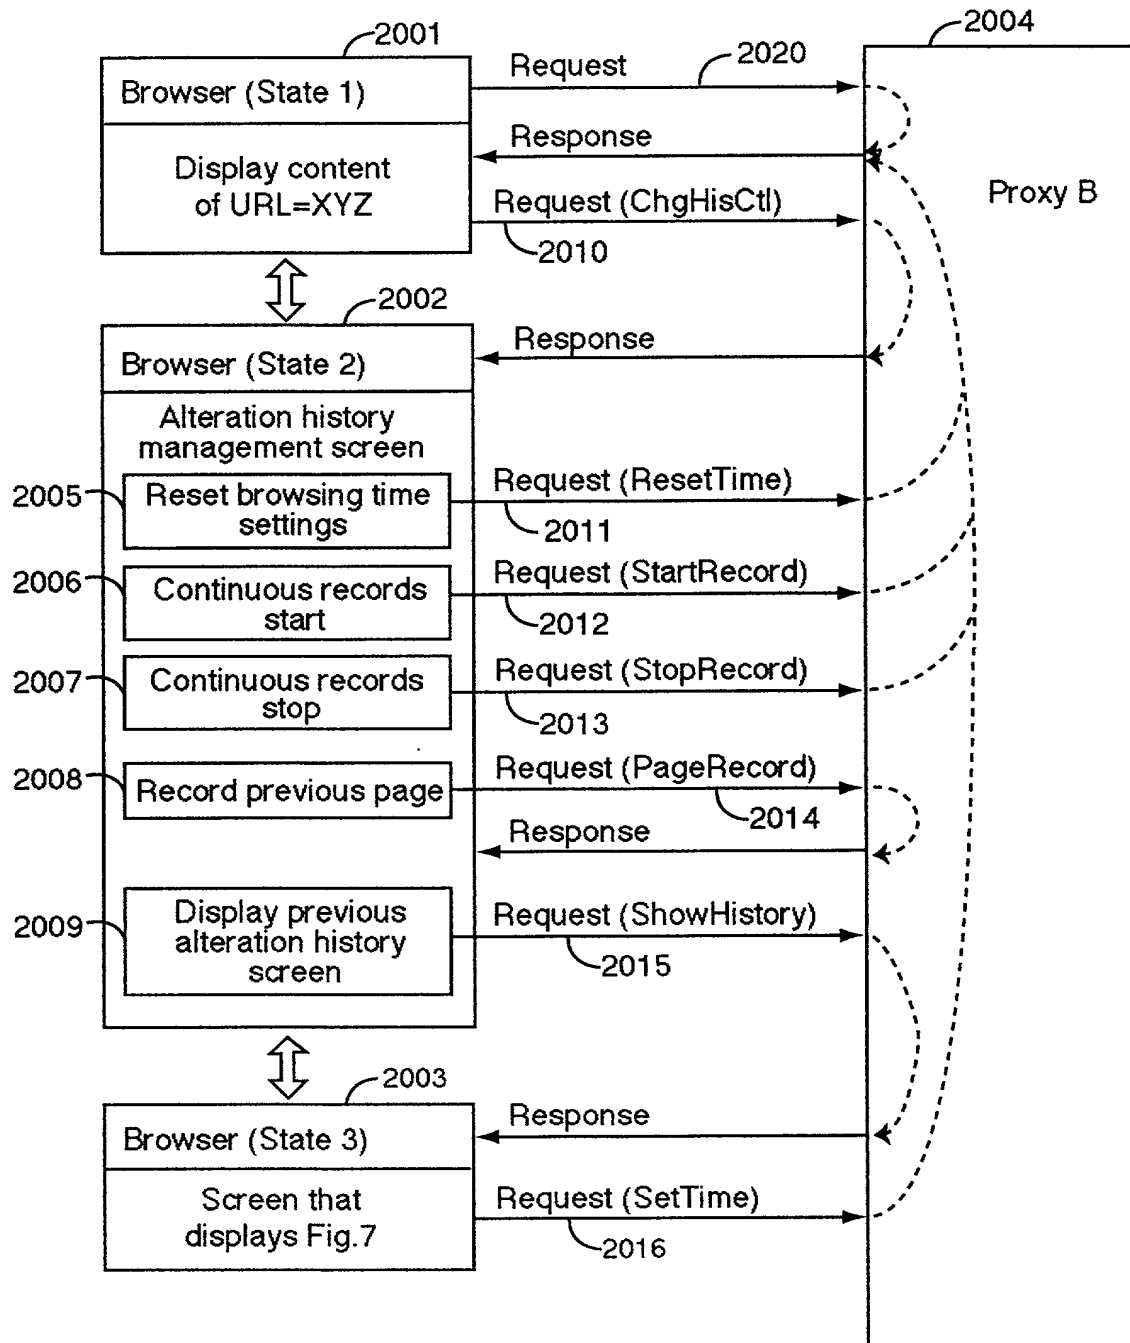 2001
2004
Request
2020
Browser (State 1)
Response
Display content
of URL=XYZ
Proxy B
Request (ChgHisCtl)
2010
2002
Response
Browser (State 2)
Alteration history
management screen
2005
Reset browsing time
settings
Request (ResetTime)
2011
2006
Continuous records
start
Request (StartRecord)
2012
2007
Continuous records
stop
Request (StopRecord)
2013
2008
Record previous page
Request (PageRecord)
2014
Response
2009
Display previous
alteration history
screen
Request (ShowHistory)
2015
2003
Response
Browser (State 3)
Screen that
displays Fig.7
Request (SetTime)
2016